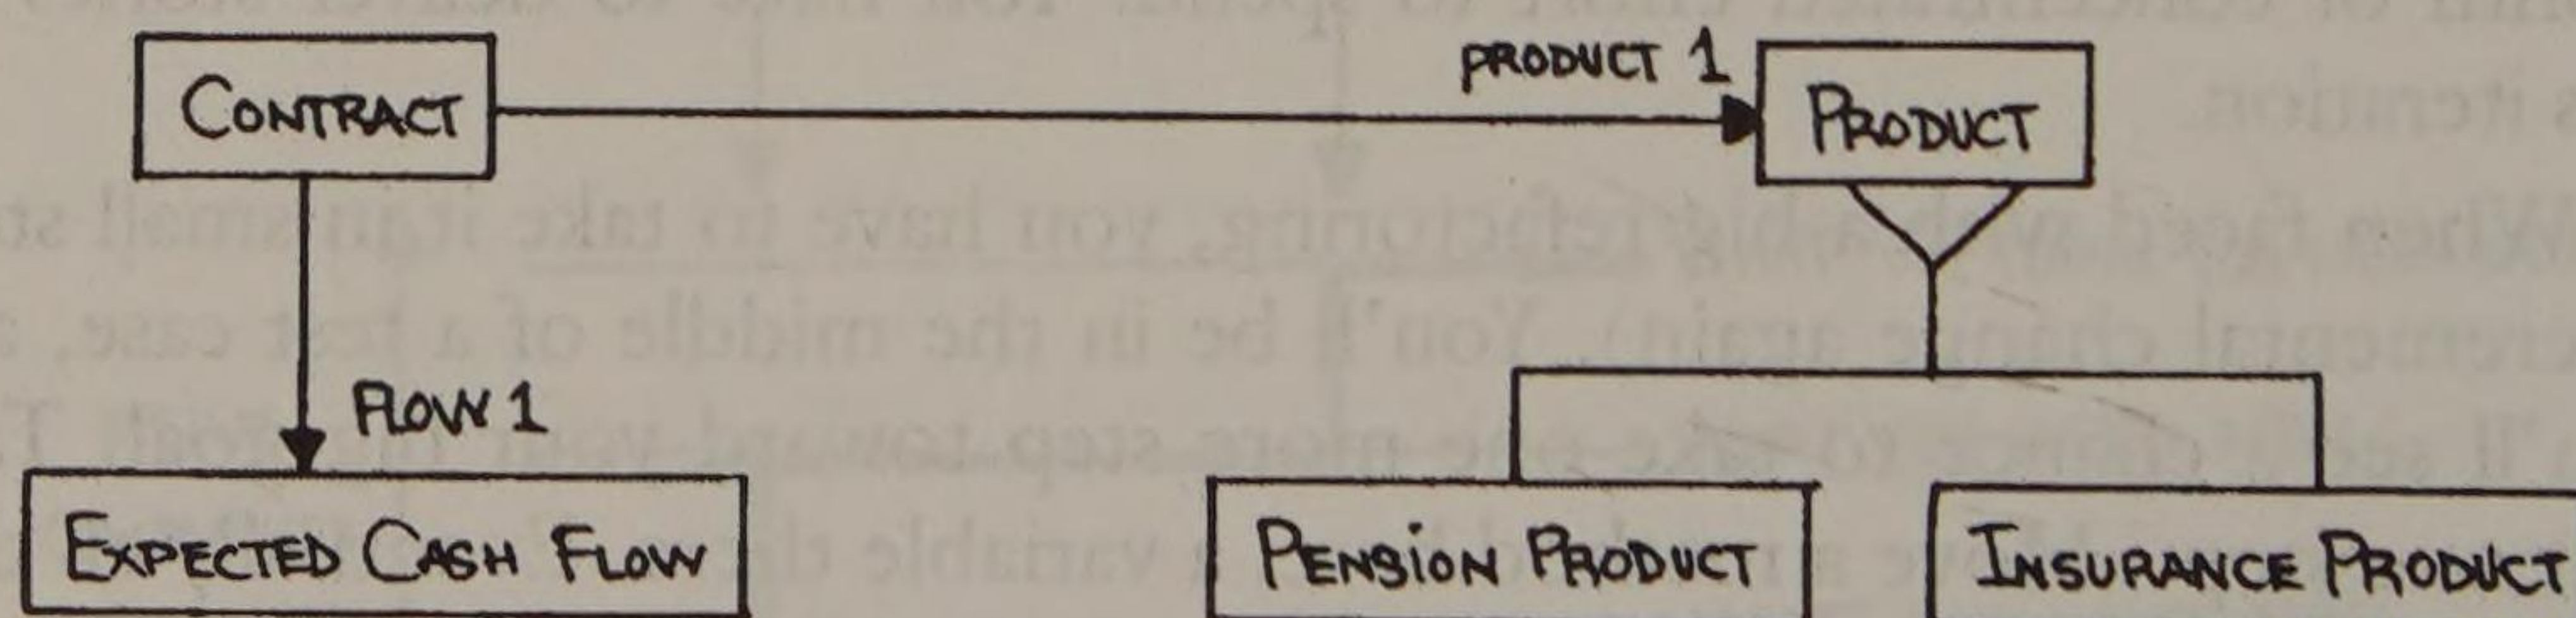 CONTRACT
PRODUCT 1
PRODUCT
FLOW 1
EXPECTED CASH FLOW
PENSION PRODUCT
INSURANCE PRODUCT